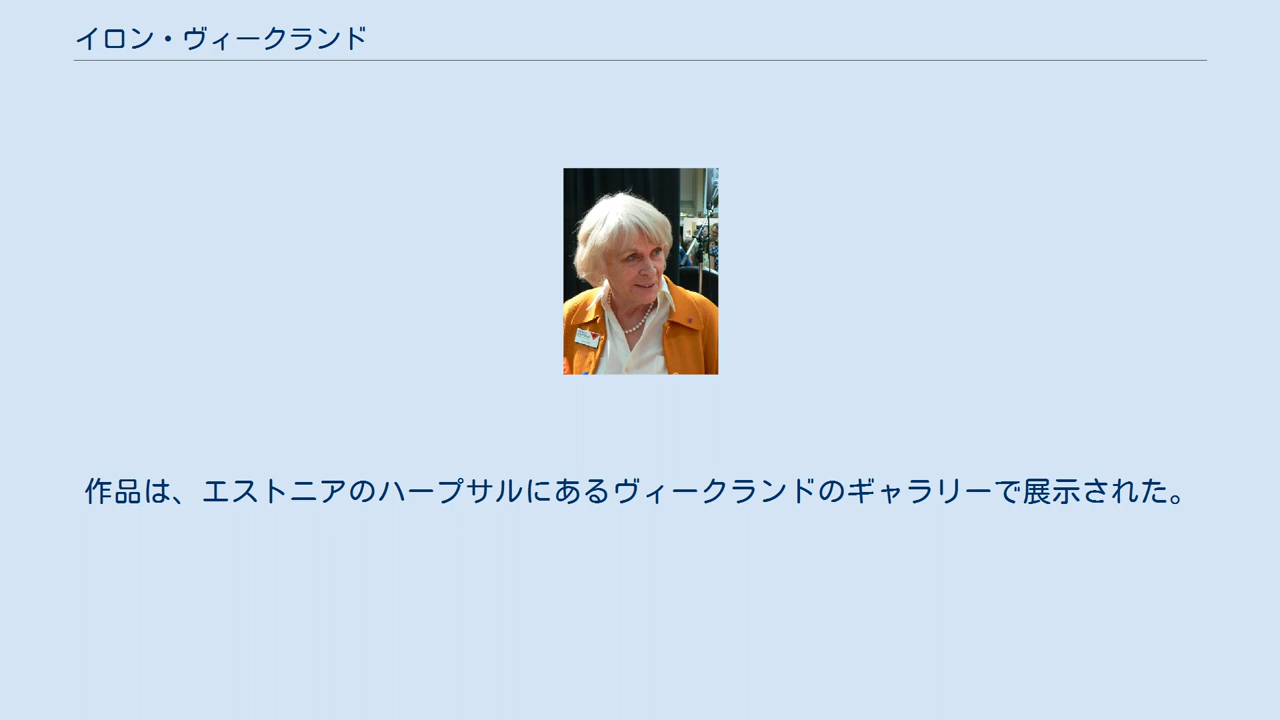 イロン・ヴィークランド
作品は、エストニアのハープサルにあるヴィークランドのギャラリーで展示された。